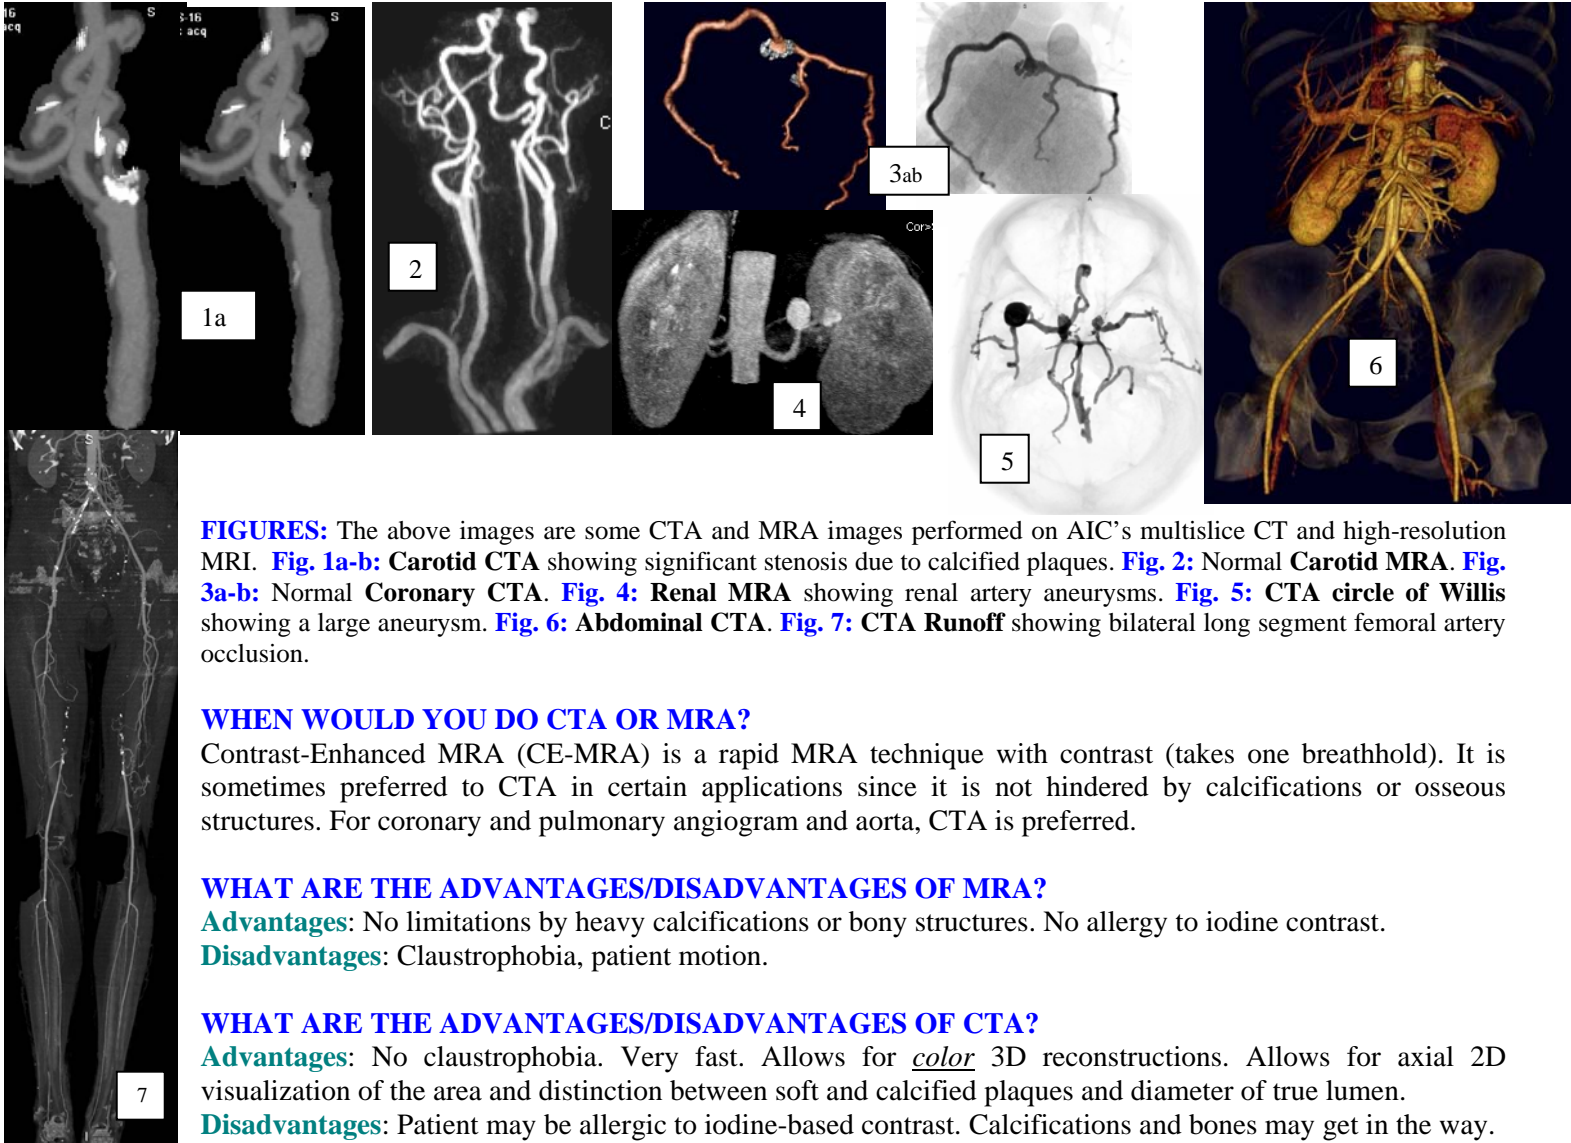 16
acq
S
S-16
: acq
S
1a
2
C
3ab
Cor>
4
A
5
6
S
7
FIGURES: The above images are some CTA and MRA images performed on AIC’s multislice CT and high-resolution
MRI. Fig. 1a-b: Carotid CTA showing significant stenosis due to calcified plaques. Fig. 2: Normal Carotid MRA. Fig.
3a-b: Normal Coronary CTA. Fig. 4: Renal MRA showing renal artery aneurysms. Fig. 5: CTA circle of Willis
showing a large aneurysm. Fig. 6: Abdominal CTA. Fig. 7: CTA Runoff showing bilateral long segment femoral artery
occlusion.
WHEN WOULD YOU DO CTA OR MRA?
Contrast-Enhanced MRA (CE-MRA) is a rapid MRA technique with contrast (takes one breathhold). It is
sometimes preferred to CTA in certain applications since it is not hindered by calcifications or osseous
structures. For coronary and pulmonary angiogram and aorta, CTA is preferred.
WHAT ARE THE ADVANTAGES/DISADVANTAGES OF MRA?
Advantages: No limitations by heavy calcifications or bony structures. No allergy to iodine contrast.
Disadvantages: Claustrophobia, patient motion.
WHAT ARE THE ADVANTAGES/DISADVANTAGES OF CTA?
Advantages: No claustrophobia. Very fast. Allows for color 3D reconstructions. Allows for axial 2D
visualization of the area and distinction between soft and calcified plaques and diameter of true lumen.
Disadvantages: Patient may be allergic to iodine-based contrast. Calcifications and bones may get in the way.